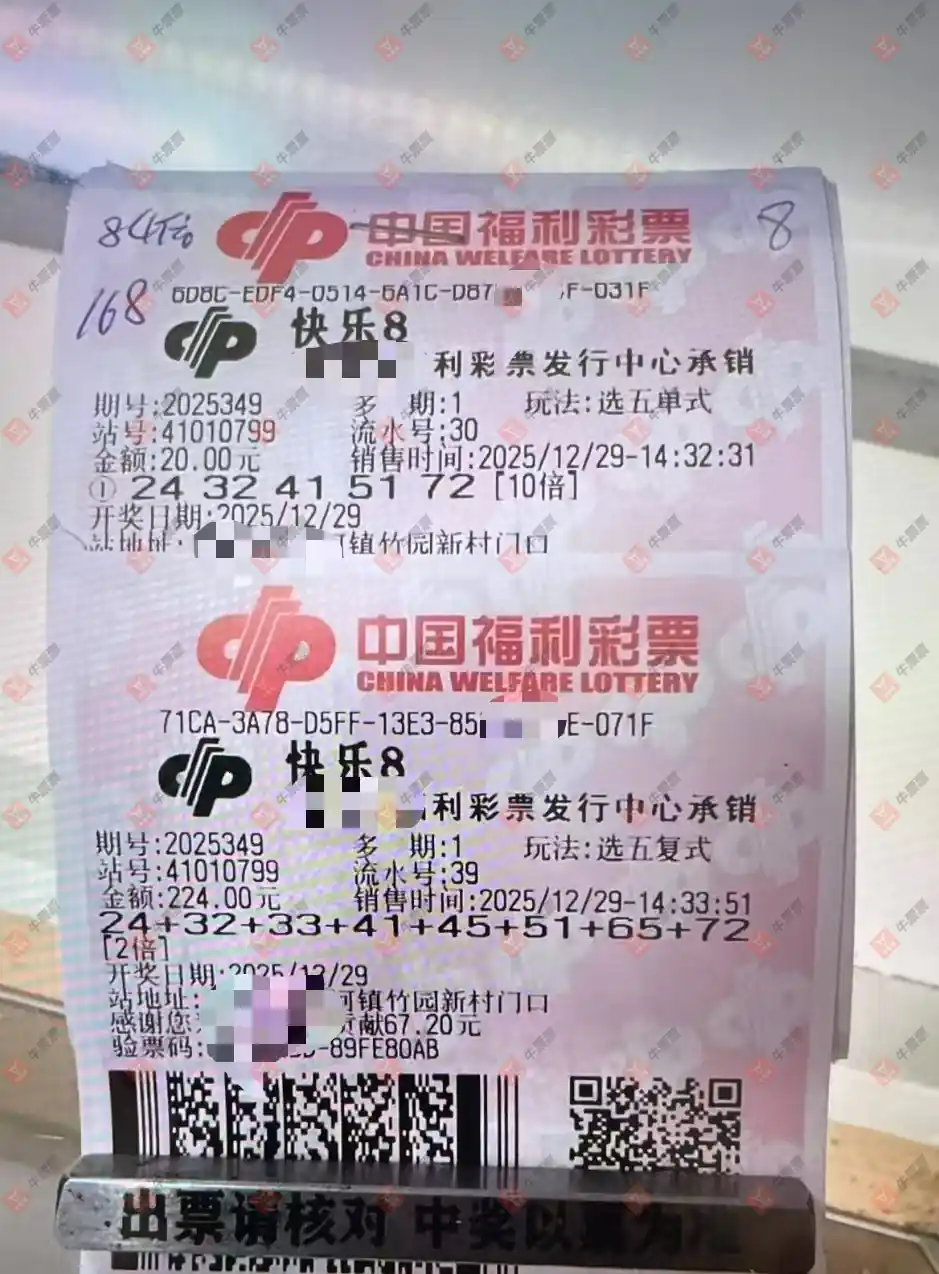 中国福利彩票
8
CHINA WELFARE LOTTERY
168
快乐8
利彩票发行中心承销
期号:2025349 多 期:1 玩法:选五单式
站号:41010799 流水号:30
金额:20.00元 销售时间:2025/12/29-14:32:31
① 24 32 41 51 72 [10倍]
开奖日期:2025/12/29
镇竹园新村门口
中国福利彩票
CHINA WELFARE LOTTERY
71CA-3A78-D5FF-13E3-85 E-071F
快乐8
利彩票发行中心承销
期号:2025349 多 期:1 玩法:选五复式
站号:41010799 流水号:39
金额:224.00元 销售时间:2025/12/29-14:33:51
24+32+33+41+45+51+65+72
[2倍]
开奖日期:2025/12/29
站地址: 镇竹园新村门口
感谢您 贡献67.20元
验票码: -89FE80AB
出票请核对 中奖以票为准